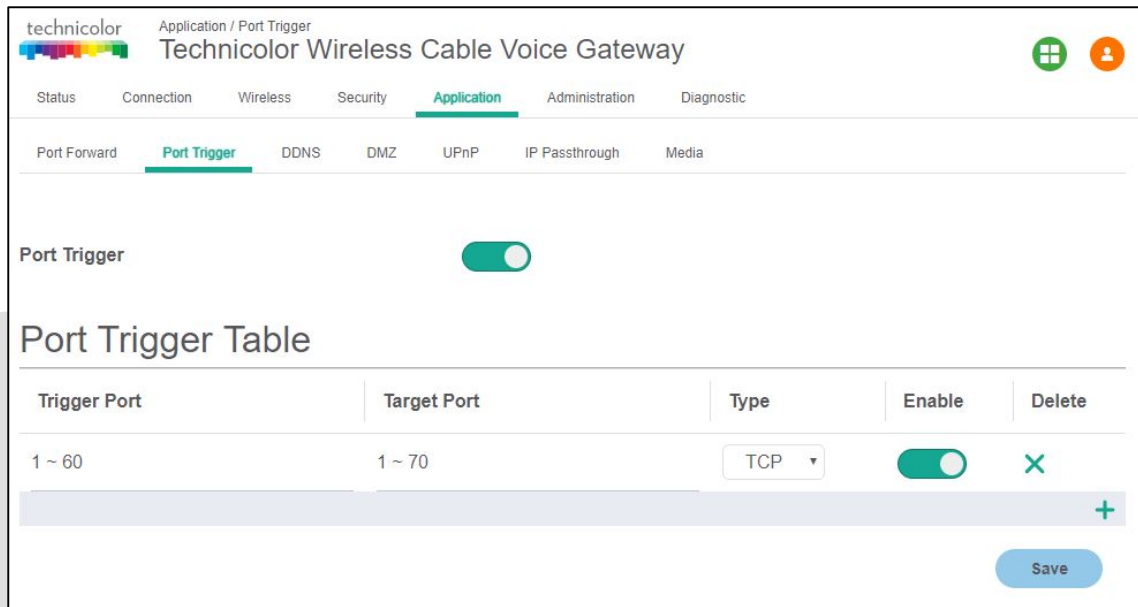 technicolor
Application / Port Trigger
Technicolor Wireless Cable Voice Gateway
Status Connection Wireless Security Application Administration Diagnostic
Port Forward Port Trigger DDNS DMZ UPnP IP Passthrough Media
Port Trigger
Port Trigger Table
Trigger Port Target Port Type Enable Delete
1 ~ 60 1 ~ 70 TCP
Save